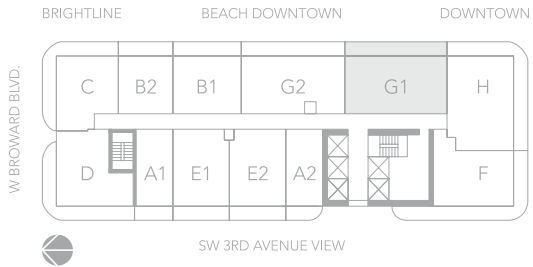 BRIGHTLINE BEACH DOWNTOWN DOWNTOWN
W BROWARD BLVD.
C B2 B1 G2 G1 H
D A1 E1 E2 A2 F
SW 3RD AVENUE VIEW